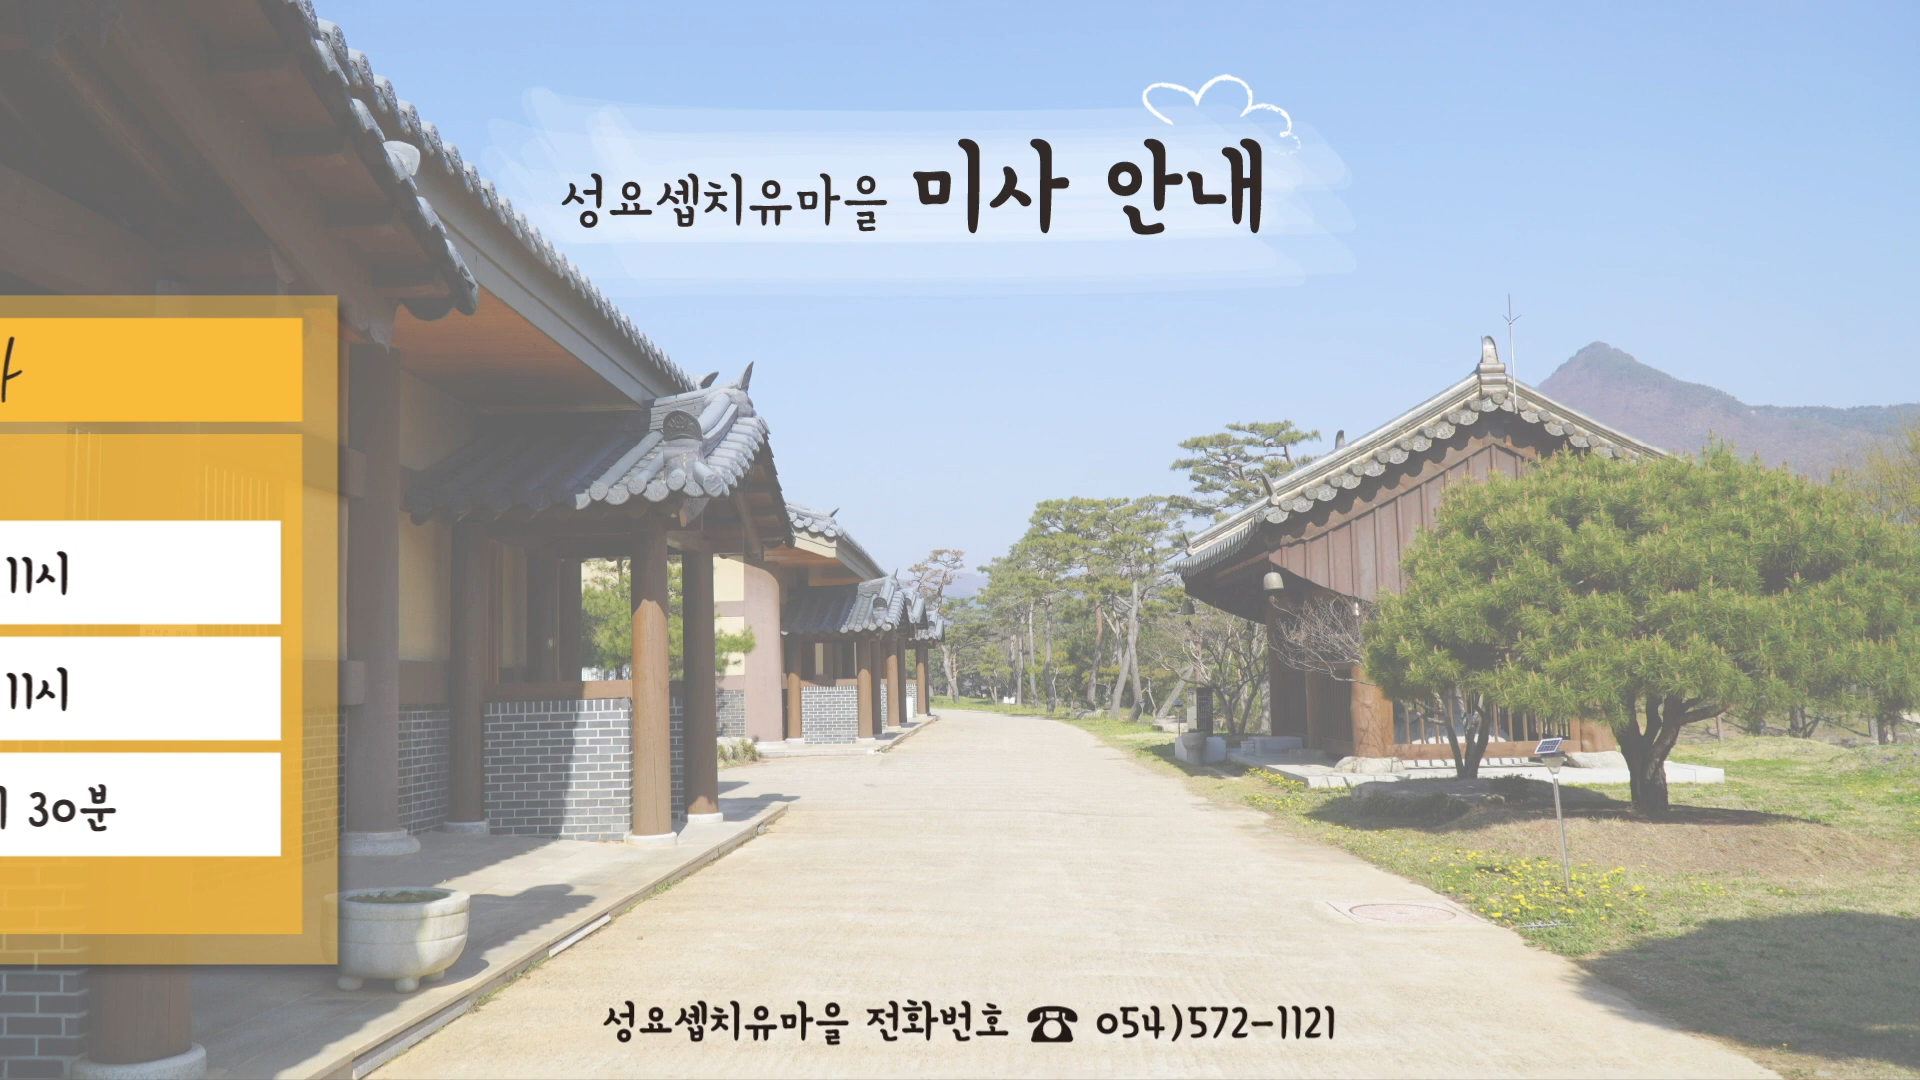 성요셉치유마을 미사 안내
11시
11시
30분
성요셉치유마을 전화번호 ☎ 054)572-1121